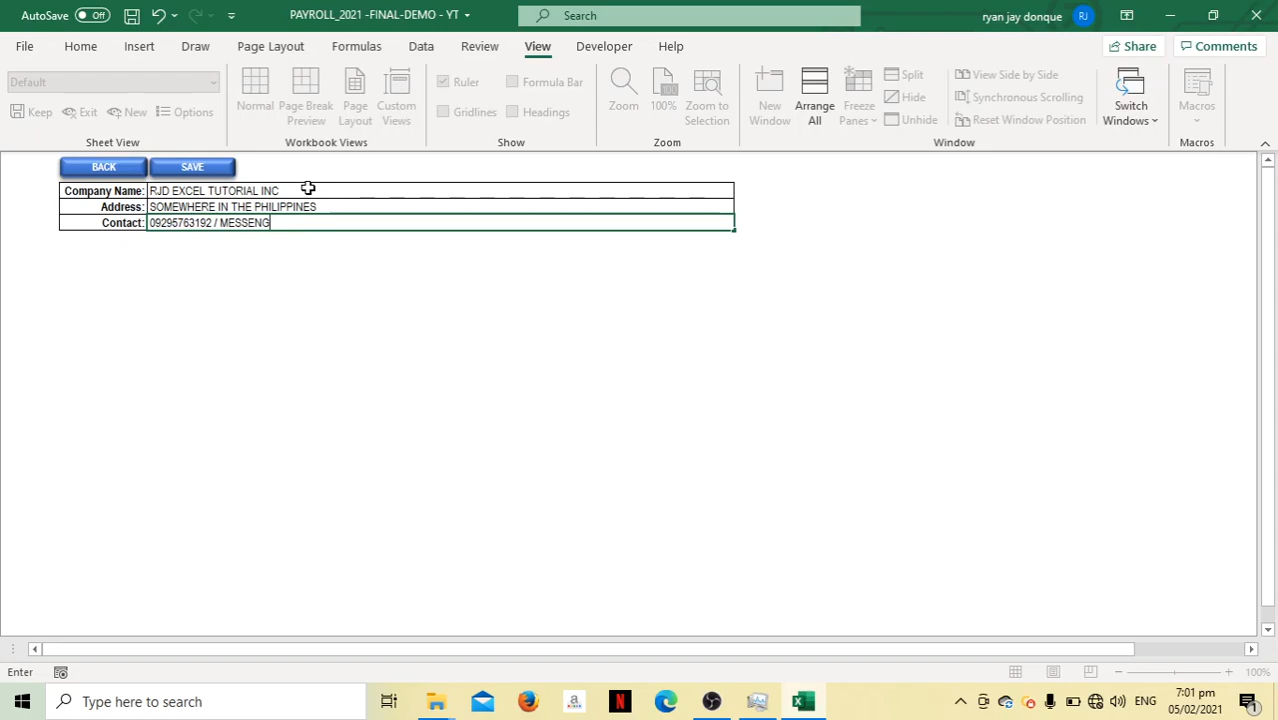 AutoSave Off PAYROLL_2021 -FINAL-DEMO - YT Search ryan jay donque RJ
File Home Insert Draw Page Layout Formulas Data Review View Developer Help Share Comments
Default
Keep Exit New Options
Sheet View
Normal Page Break Preview Page Layout Custom Views
Workbook Views
Ruler Formula Bar
Gridlines Headings
Show
Zoom 100% Zoom to Selection
Zoom
New Window Arrange All Freeze Panes
Split
Hide
Unhide
View Side by Side
Synchronous Scrolling
Reset Window Position
Switch Windows
Window
Macros
Macros
BACK SAVE
Company Name: RJD EXCEL TUTORIAL INC
Address: SOMEWHERE IN THE PHILIPPINES
Contact: 09295763192 / MESSENG
Enter 100%
Type here to search a N ENG 7:01 pm
05/02/2021 1